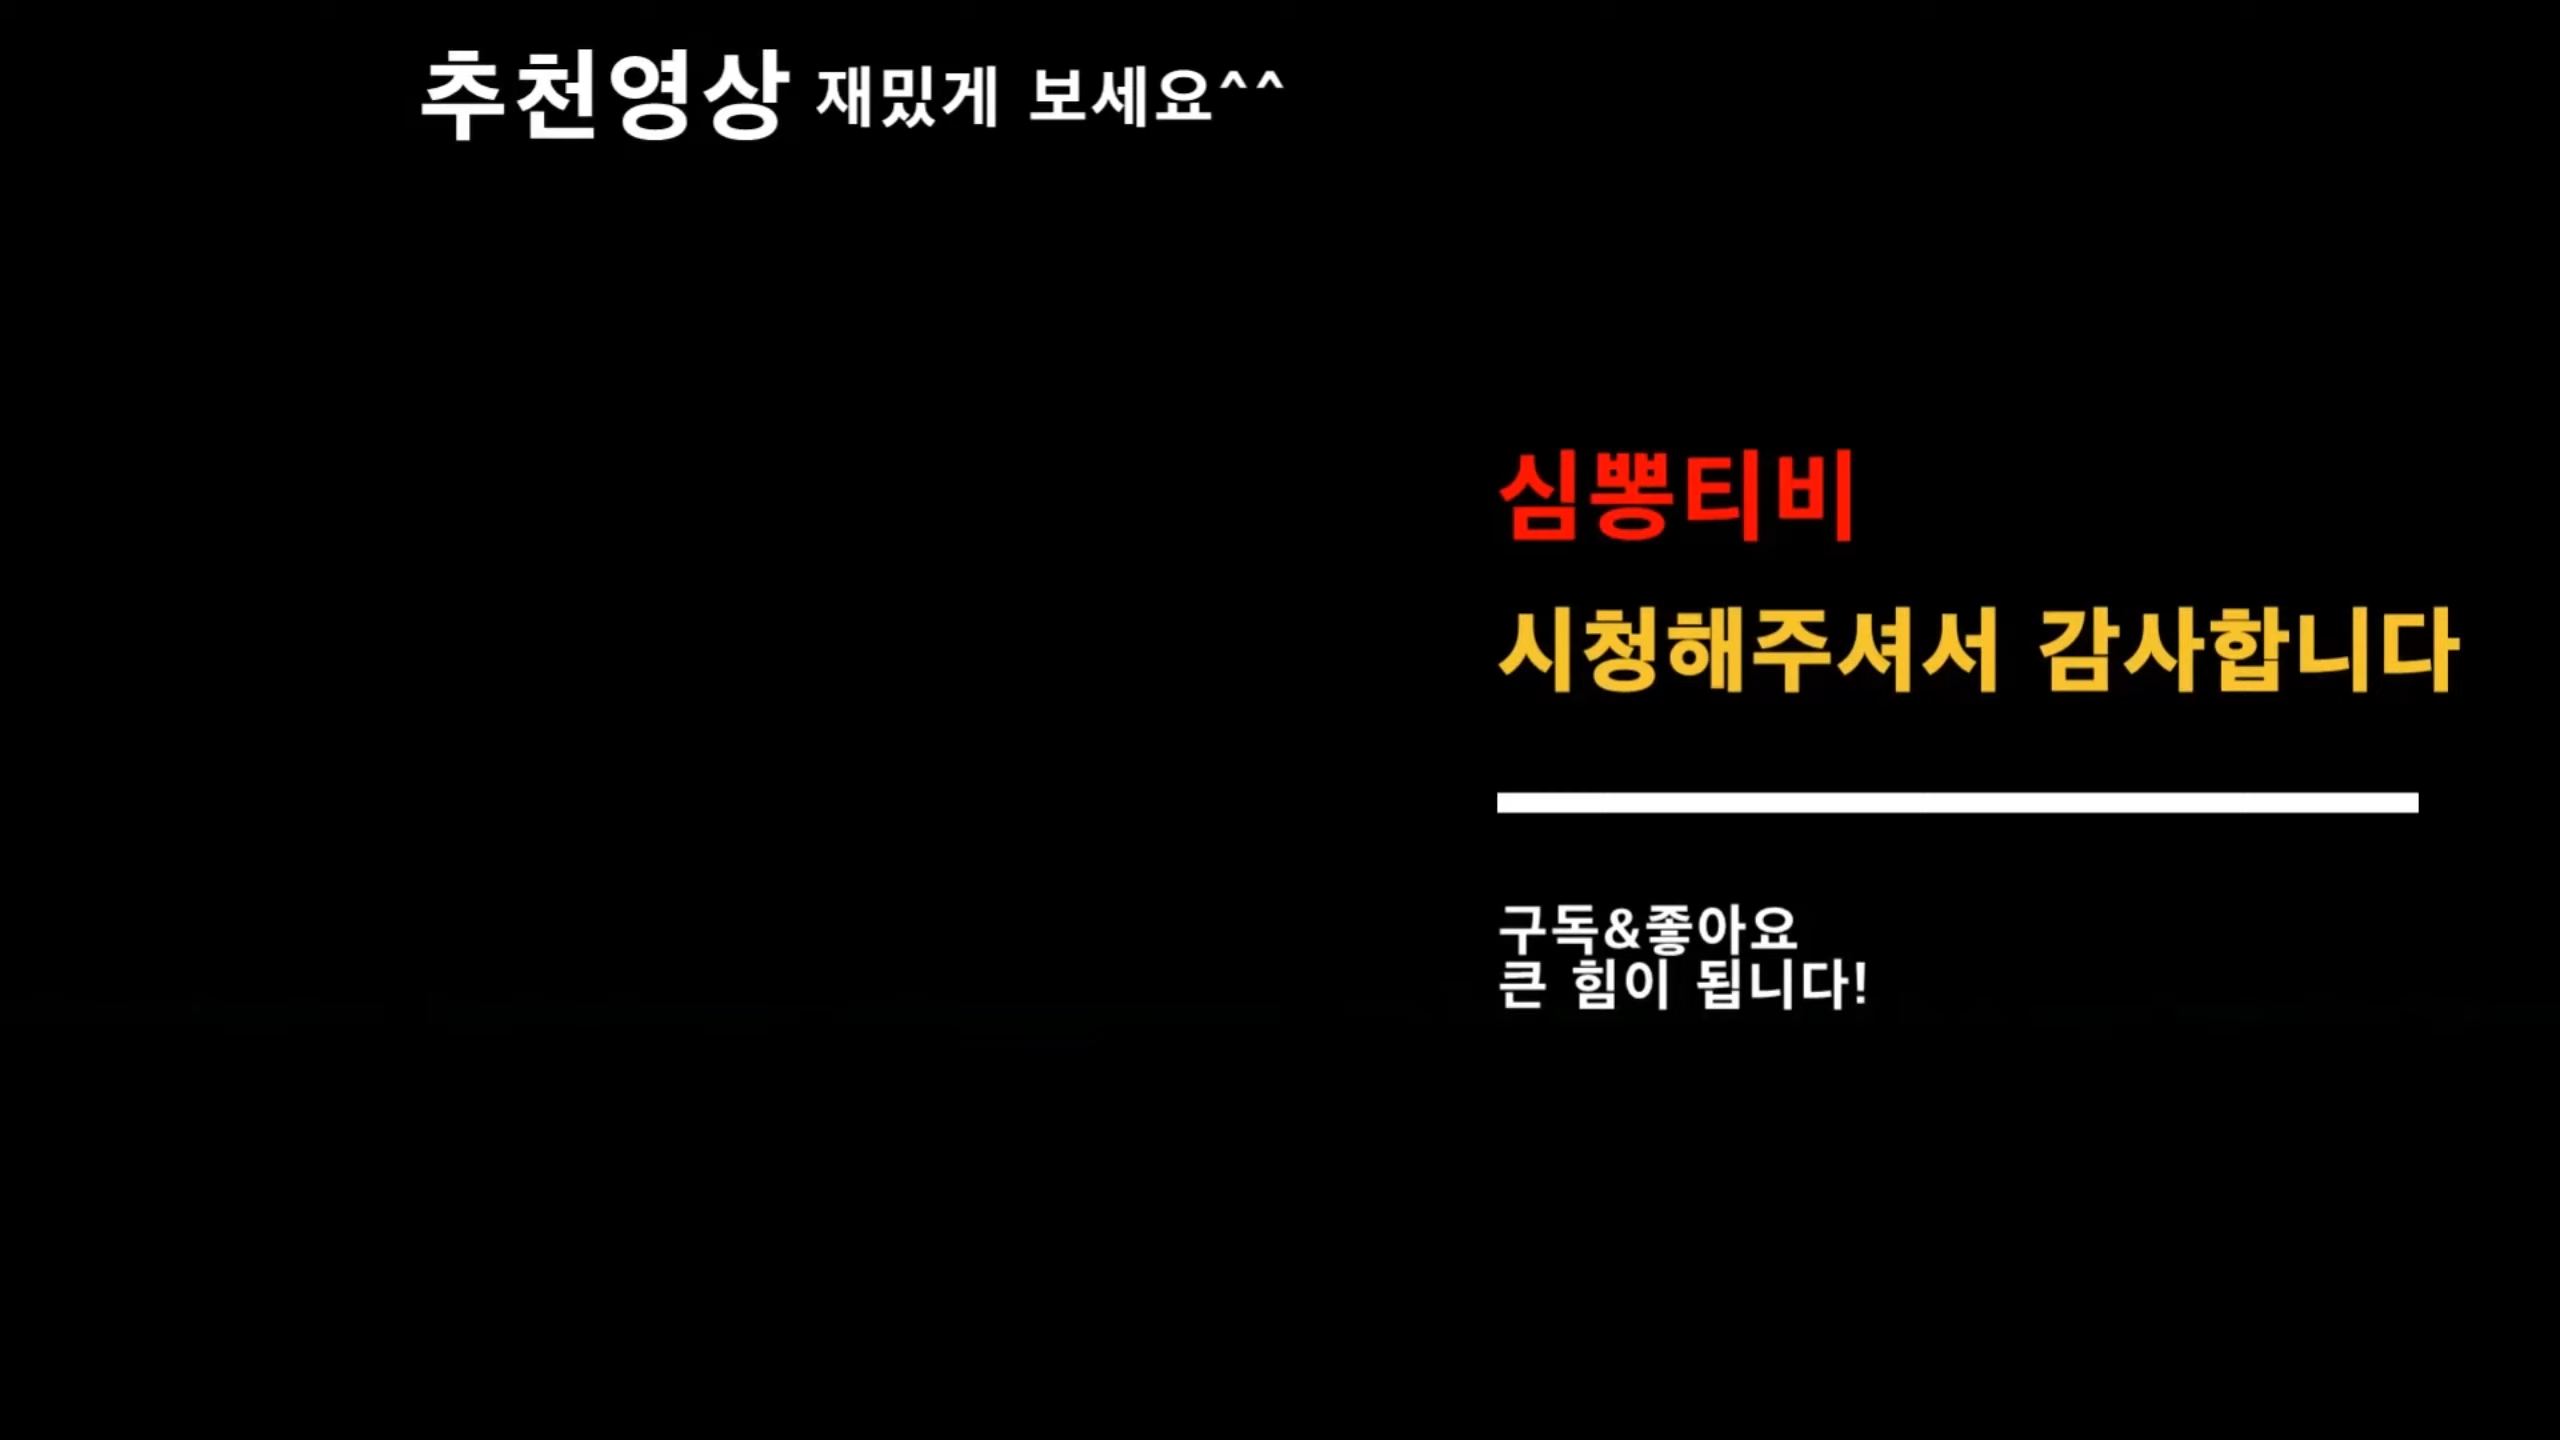 추천영상 재밌게 보세요^^
심뽕티비
시청해주셔서 감사합니다
구독&좋아요
큰 힘이 됩니다!